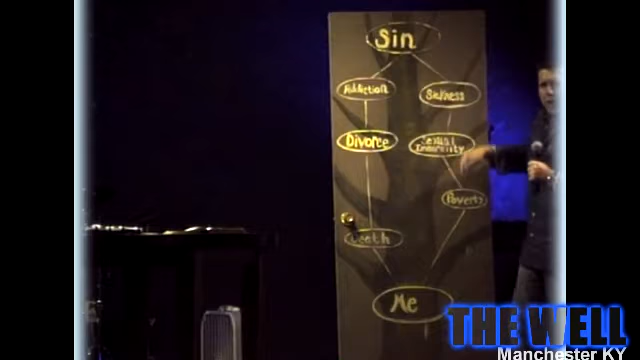 Sin
Addiction
Sickness
Divorce
Sexual
Immorality
Poverty
Death
Me
THE WELL
Manchester KY